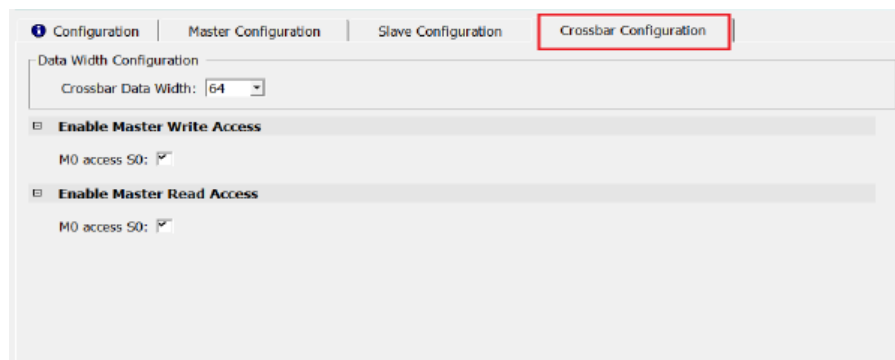 Configuration Master Configuration Slave Configuration Crossbar Configuration
Data Width Configuration
Crossbar Data Width: 64
Enable Master Write Access
M0 access S0:
Enable Master Read Access
M0 access S0: